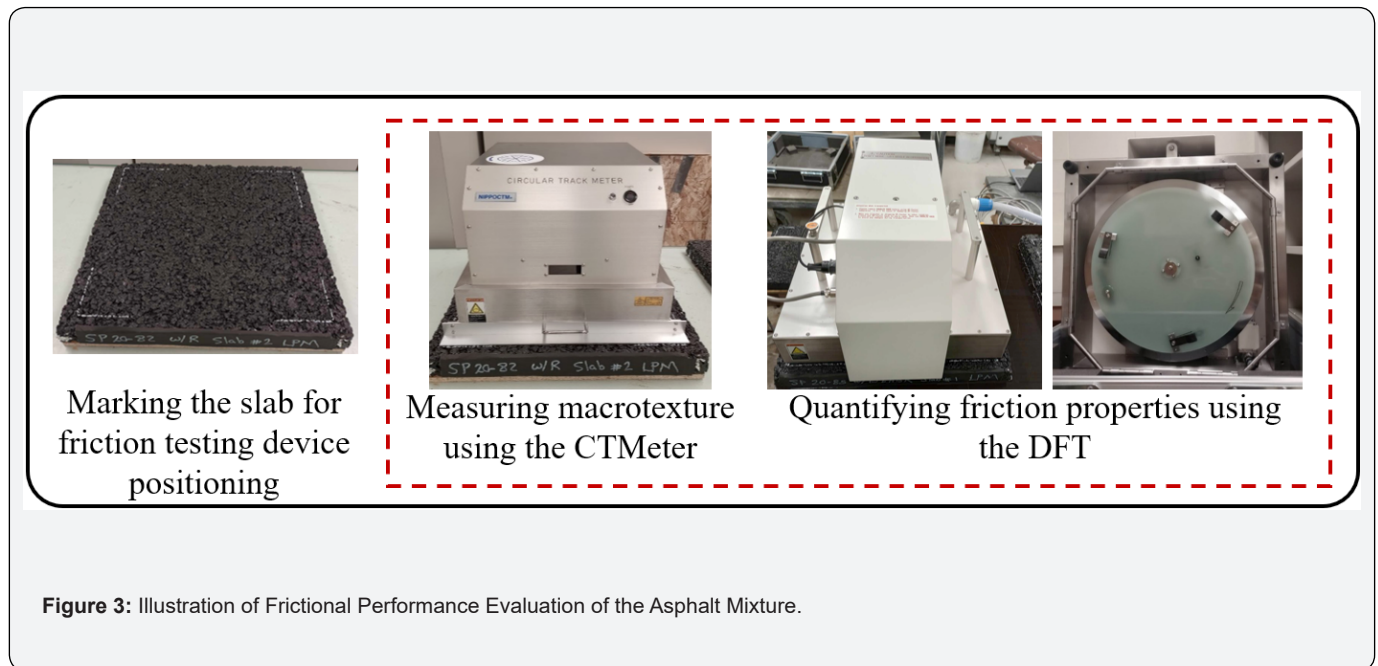 SP 20-82 W/R Slab #2 LPM
CIRCULAR TRACK METER
NIPPOCTM
SP 20-82 W/R Slab #2 LPM
Marking the slab for
friction testing device
positioning
Measuring macrotexture
using the CTMeter
Quantifying friction properties using
the DFT
Figure 3: Illustration of Frictional Performance Evaluation of the Asphalt Mixture.